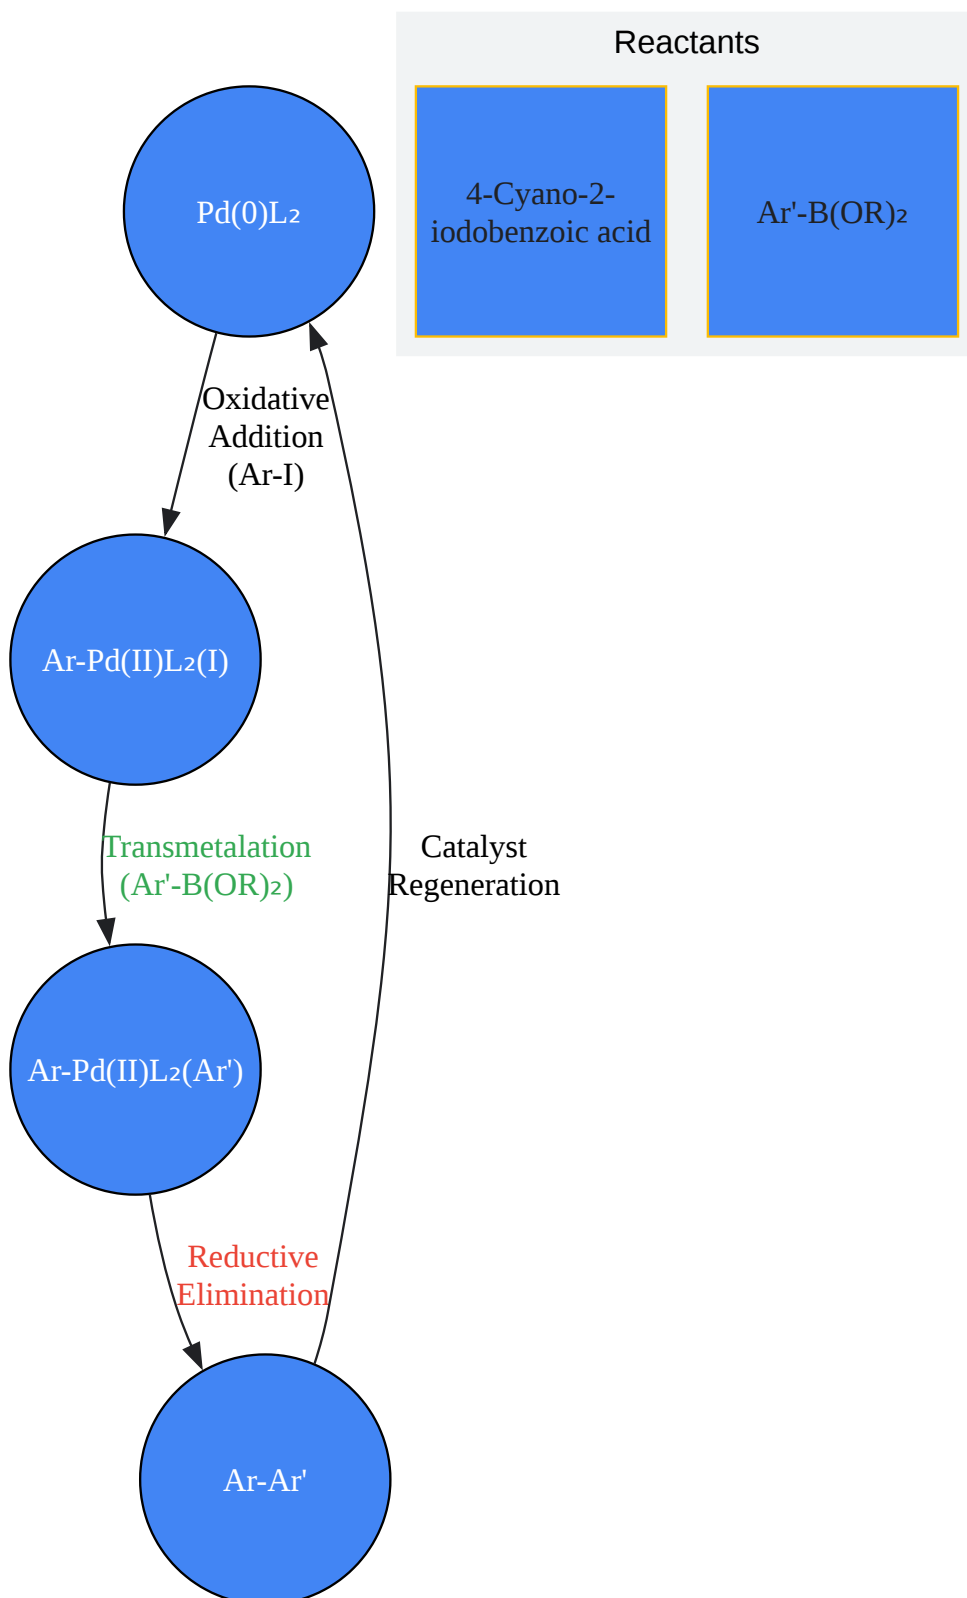 Reactants
Pd(0)L₂
4-Cyano-2-
iodobenzoic acid
Ar'-B(OR)₂
Oxidative
Addition
(Ar-I)
Ar-Pd(II)L₂(I)
Transmetalation
(Ar'-B(OR)₂)
Catalyst
Regeneration
Ar-Pd(II)L₂(Ar')
Reductive
Elimination
Ar-Ar'